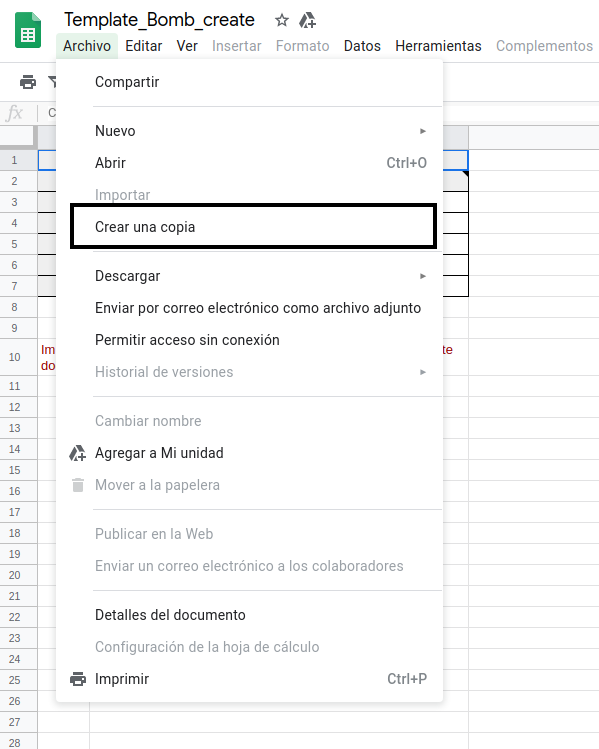 Template_Bomb_create
Archivo Editar Ver Insertar Formato Datos Herramientas Complementos
Compartir
fx
Nuevo
1
Abrir Ctrl+O
2
Importar
3
Crear una copia
4
5
Descargar
6
7
Enviar por correo electrónico como archivo adjunto
8
Permitir acceso sin conexión
9
Im te
10
do
Historial de versiones
11
12
Cambiar nombre
13
14
Agregar a Mi unidad
15
Mover a la papelera
16
17
Publicar en la Web
18
19
Enviar un correo electrónico a los colaboradores
20
21
Detalles del documento
22
23
Configuración de la hoja de cálculo
24
25
Imprimir Ctrl+P
26
27
28